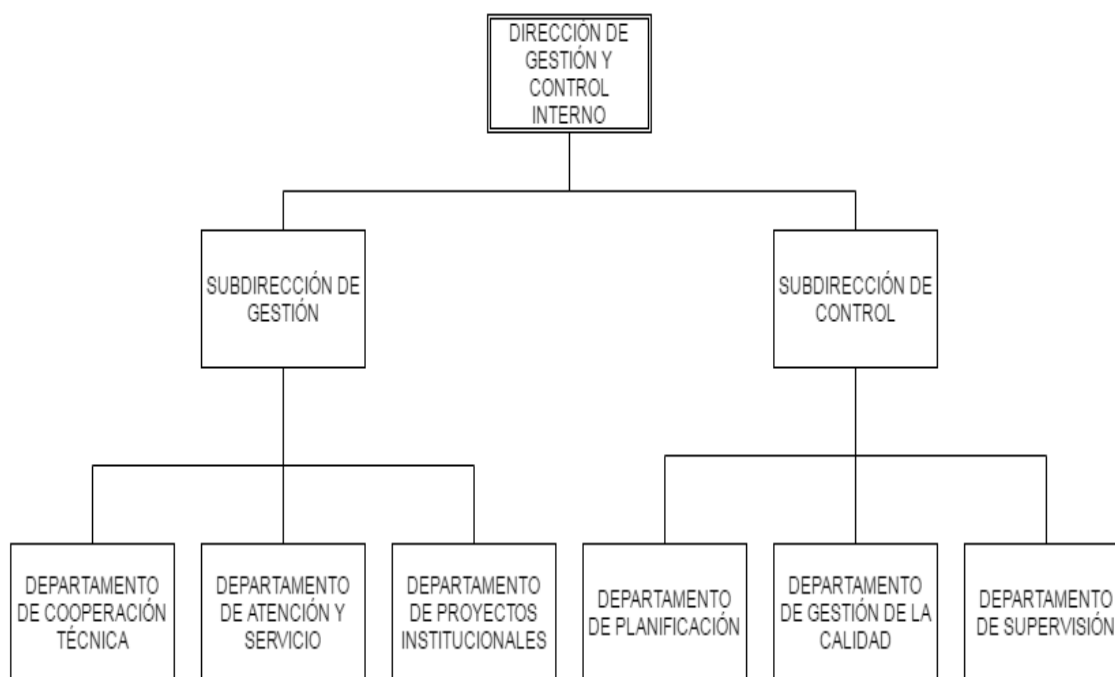 DIRECCIÓN DE
GESTIÓN Y
CONTROL
INTERNO
SUBDIRECCIÓN DE
GESTIÓN
SUBDIRECCIÓN DE
CONTROL
DEPARTAMENTO
DE COOPERACIÓN
TÉCNICA
DEPARTAMENTO
DE ATENCIÓN Y
SERVICIO
DEPARTAMENTO
DE PROYECTOS
INSTITUCIONALES
DEPARTAMENTO
DE PLANIFICACIÓN
DEPARTAMENTO
DE GESTIÓN DE LA
CALIDAD
DEPARTAMENTO
DE SUPERVISIÓN